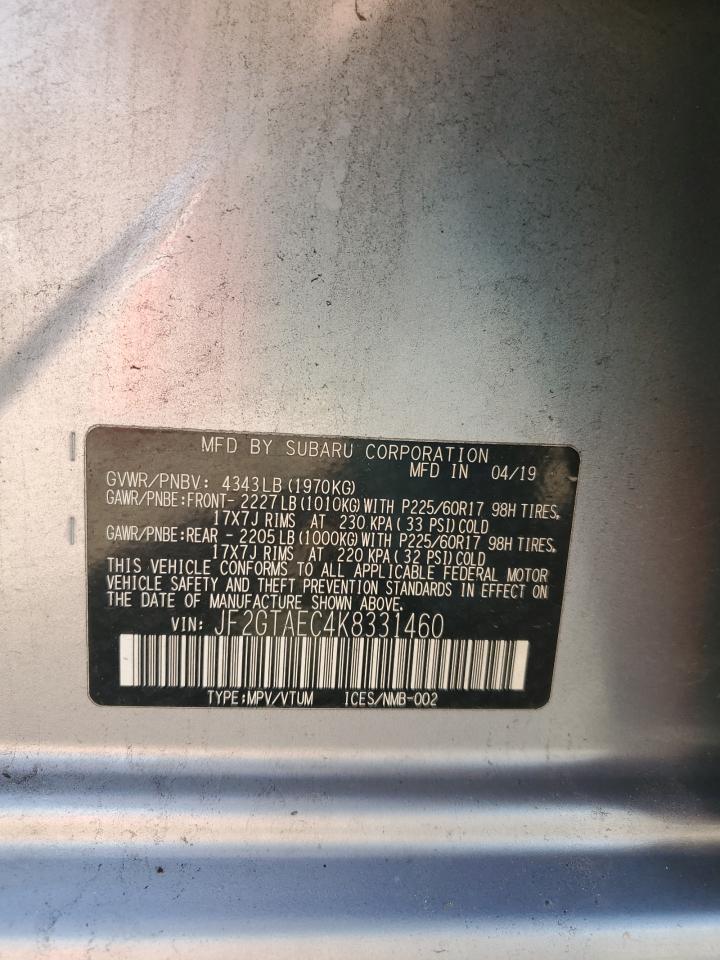 MFD BY SUBARU CORPORATION
MFD IN 04/19
GVWR/PNBV: 4343LB (1970KG)
GAWR/PNBE:FRONT- 2227LB(1010KG)WITH P225/60R17 98H TIRES,
17X7J RIMS AT 230 KPA( 33 PSI)COLD
GAWR/PNBE:REAR - 2205LB(1000KG)WITH P225/60R17 98H TIRES,
17X7J RIMS AT 220 KPA( 32 PSI)COLD
THIS VEHICLE CONFORMS TO ALL APPLICABLE FEDERAL MOTOR
VEHICLE SAFETY AND THEFT PREVENTION STANDARDS IN EFFECT ON
THE DATE OF MANUFACTURE SHOWN ABOVE.
VIN: JF2GTAEC4K8331460
TYPE:MPV/VTUM ICES/NMB-002